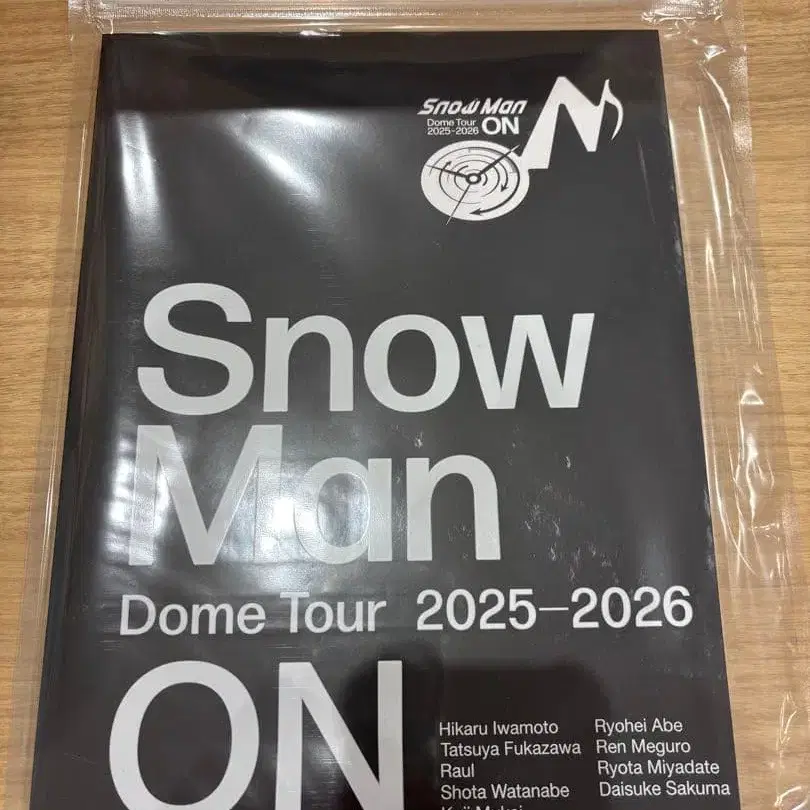 Snow Man
Dome Tour
2025-2026 ON
Snow
Man
Dome Tour 2025–2026
ON
Hikaru Iwamoto
Tatsuya Fukazawa
Raul
Shota Watanabe
Ryohei Abe
Ren Meguro
Ryota Miyadate
Daisuke Sakuma